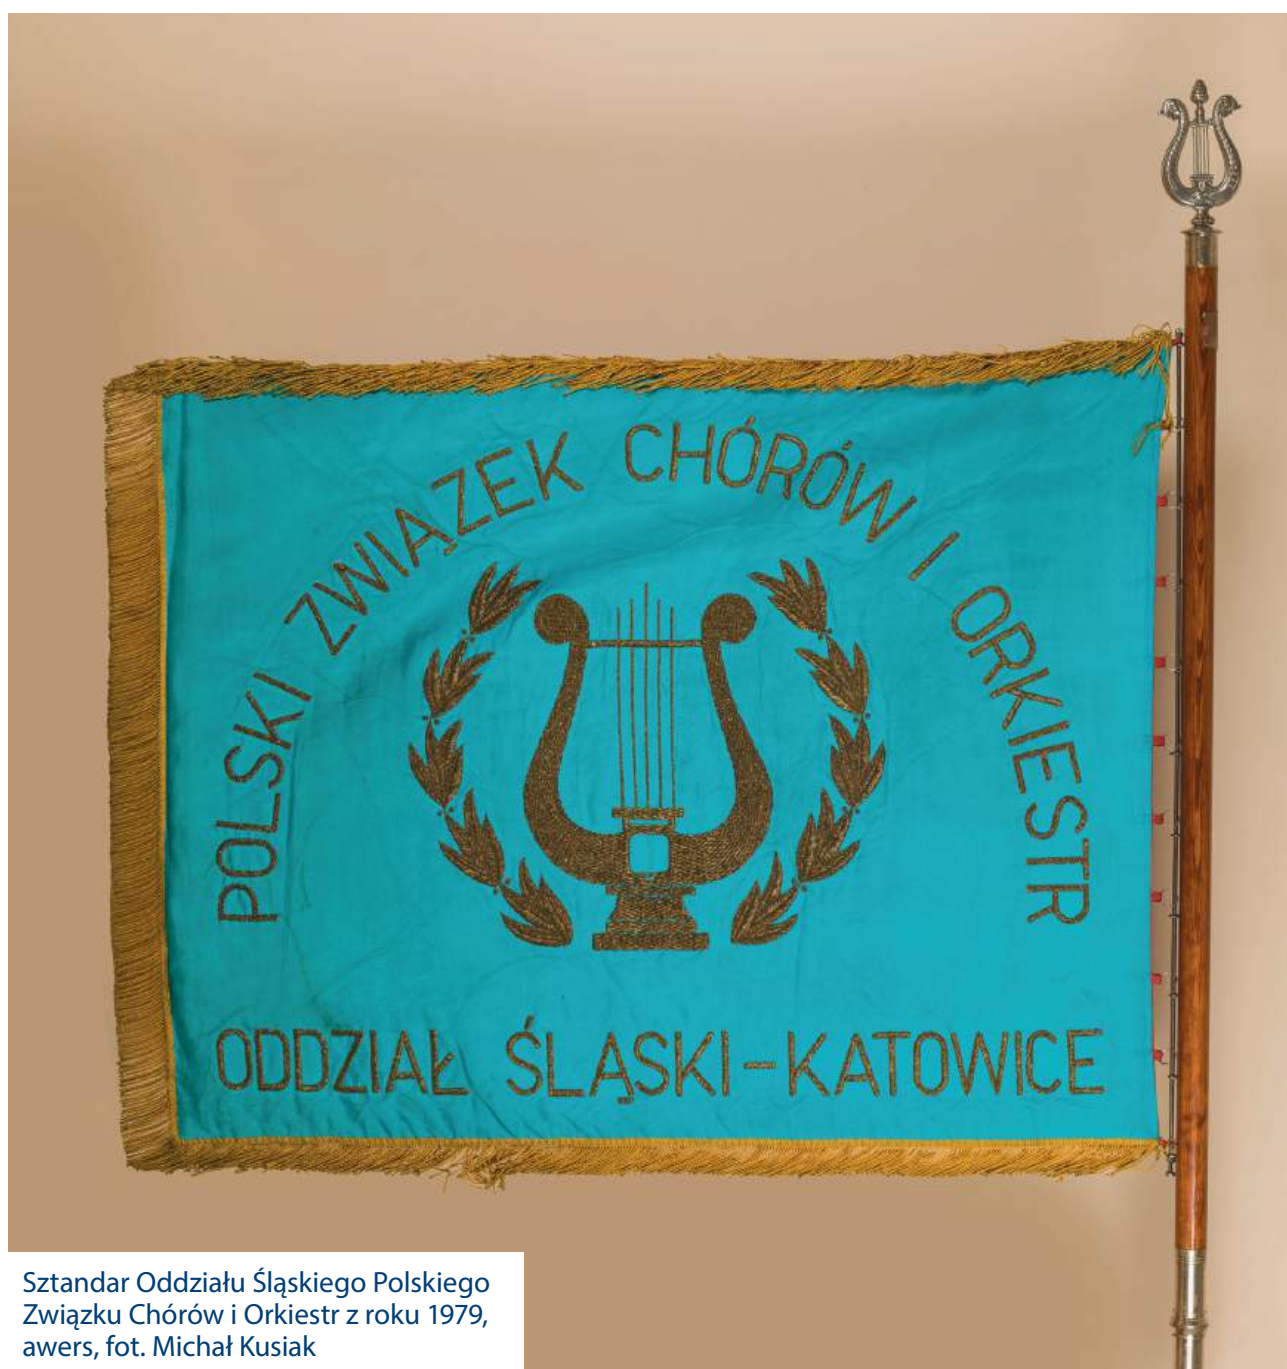 POLSKI ZWIĄZEK CHÓRÓW I ORKIESTR
ODDZIAŁ ŚLĄSKI-KATOWICE
Sztandar Oddziału Śląskiego Polskiego
Związku Chórów i Orkiestr z roku 1979,
awers, fot. Michał Kusiak